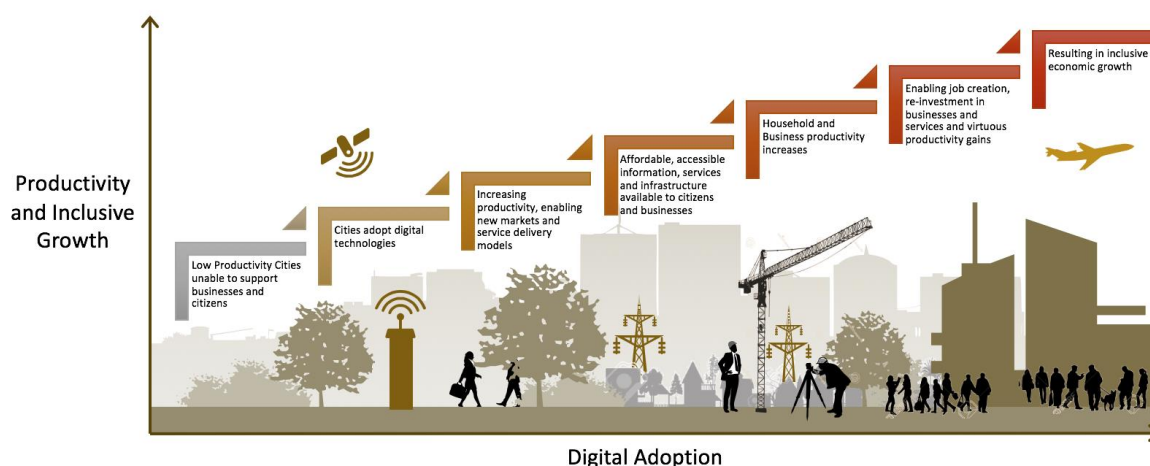 Productivity
and Inclusive
Growth
Low Productivity Cities
unable to support
businesses and
citizens
Cities adopt digital
technologies
Increasing
productivity, enabling
new markets and
service delivery
models
Affordable, accessible
information, services
and infrastructure
available to citizens
and businesses
Household and
Business productivity
increases
Enabling job creation,
re-investment in
businesses and
services and virtuous
productivity gains
Resulting in inclusive
economic growth
Digital Adoption